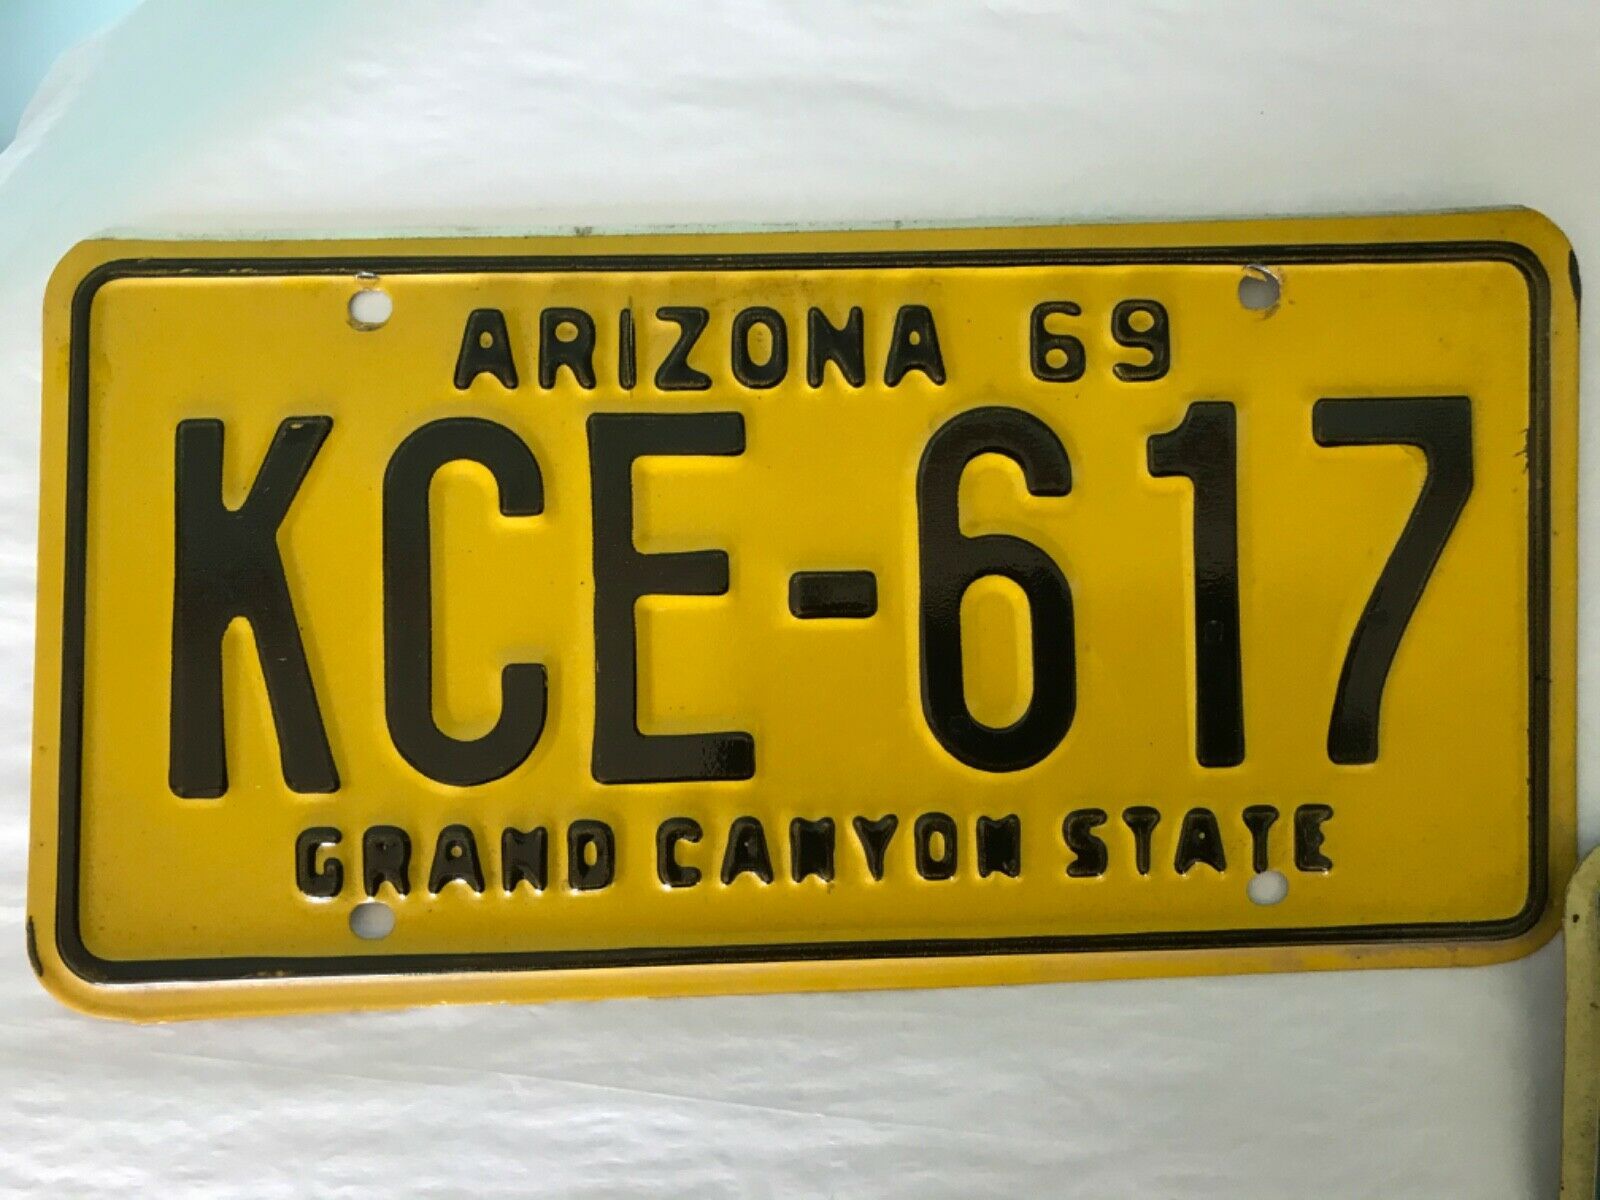 ARIZONA 69
KCE-617
GRAND CANYON STATE